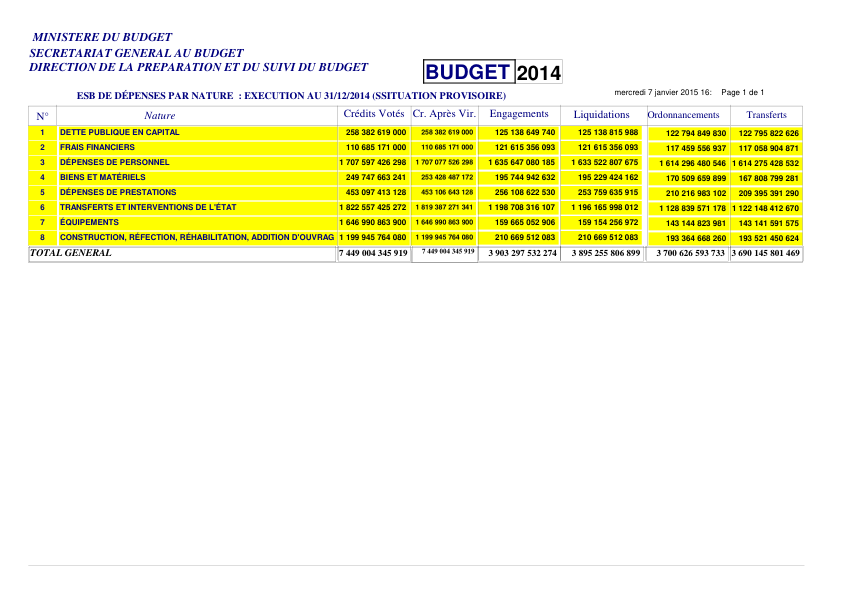 MINISTERE DU BUDGET
SECRETARIAT GENERAL AU BUDGET
DIRECTION DE LA PREPARATION ET DU SUIVI DU BUDGET
BUDGET 2014
mercredi 7 janvier 2015 16: Page 1 de 1
ESB DE DÉPENSES PAR NATURE : EXECUTION AU 31/12/2014 (SSITUATION PROVISOIRE)
N° Nature Crédits Votés Cr. Après Vir. Engagements Liquidations Ordonnancements Transferts
1 DETTE PUBLIQUE EN CAPITAL 258 382 619 000 258 382 619 000 125 138 649 740 125 138 815 988 122 794 849 830 122 795 822 626
2 FRAIS FINANCIERS 110 685 171 000 110 685 171 000 121 615 356 093 121 615 356 093 117 459 556 937 117 058 904 871
3 DÉPENSES DE PERSONNEL 1 707 597 426 298 1 707 077 526 298 1 635 647 080 185 1 633 522 807 675 1 614 296 480 546 1 614 275 428 532
4 BIENS ET MATÉRIELS 249 747 663 241 253 428 487 172 195 744 942 632 195 229 424 162 170 509 659 899 167 808 799 281
5 DÉPENSES DE PRESTATIONS 453 097 413 128 453 106 643 128 256 108 622 530 253 759 635 915 210 216 983 102 209 395 391 290
6 TRANSFERTS ET INTERVENTIONS DE L'ÉTAT 1 822 557 425 272 1 819 387 271 341 1 198 708 316 107 1 196 165 998 012 1 128 839 571 178 1 122 148 412 670
7 ÉQUIPEMENTS 1 646 990 863 900 1 646 990 863 900 159 665 052 906 159 154 256 972 143 144 823 981 143 141 591 575
8 CONSTRUCTION, RÉFECTION, RÉHABILITATION, ADDITION D'OUVRAG 1 199 945 764 080 1 199 945 764 080 210 669 512 083 210 669 512 083 193 364 668 260 193 521 450 624
TOTAL GENERAL 7 449 004 345 919 7 449 004 345 919 3 903 297 532 274 3 895 255 806 899 3 700 626 593 733 3 690 145 801 469